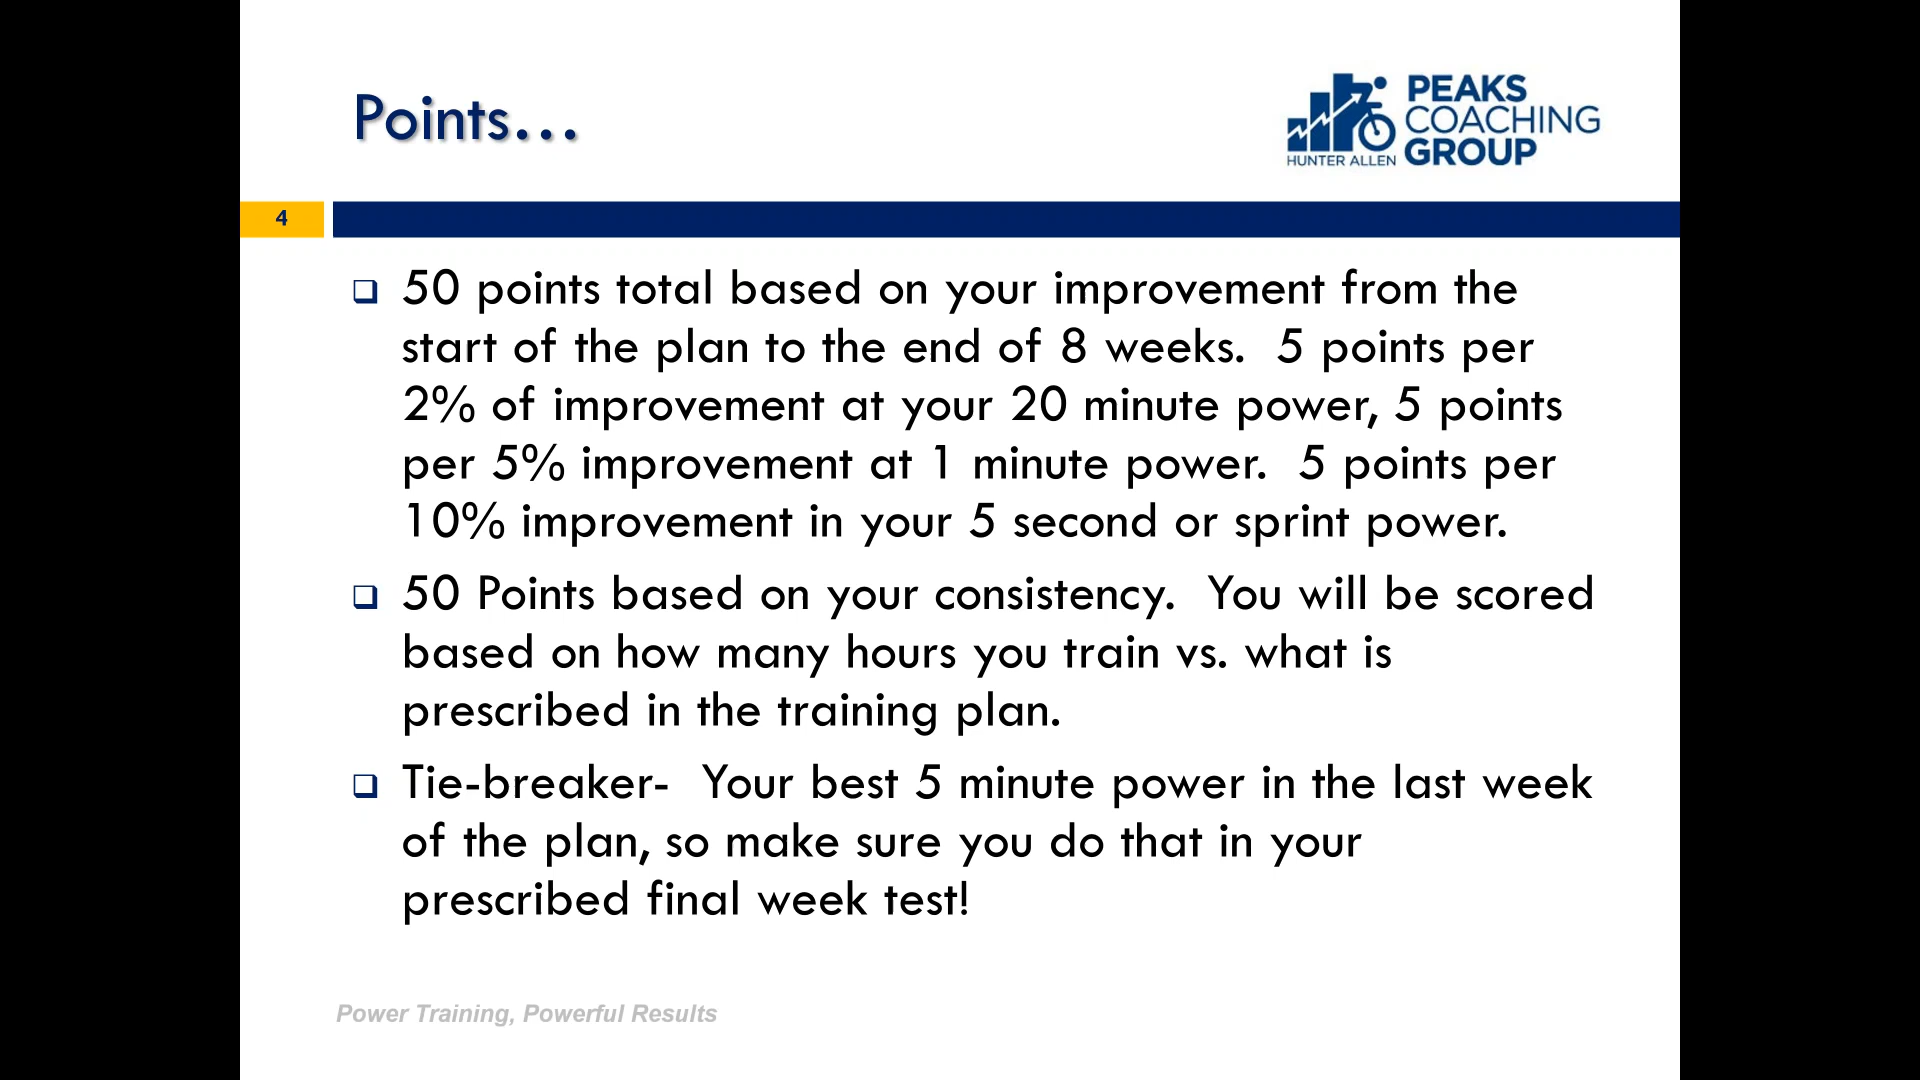 Points...
PEAKS
COACHING
GROUP
HUNTER ALLEN
4
50 points total based on your improvement from the
start of the plan to the end of 8 weeks.  5 points per
2% of improvement at your 20 minute power, 5 points
per 5% improvement at 1 minute power.  5 points per
10% improvement in your 5 second or sprint power.
50 Points based on your consistency.  You will be scored
based on how many hours you train vs. what is
prescribed in the training plan.
Tie-breaker-  Your best 5 minute power in the last week
of the plan, so make sure you do that in your
prescribed final week test!
Power Training, Powerful Results